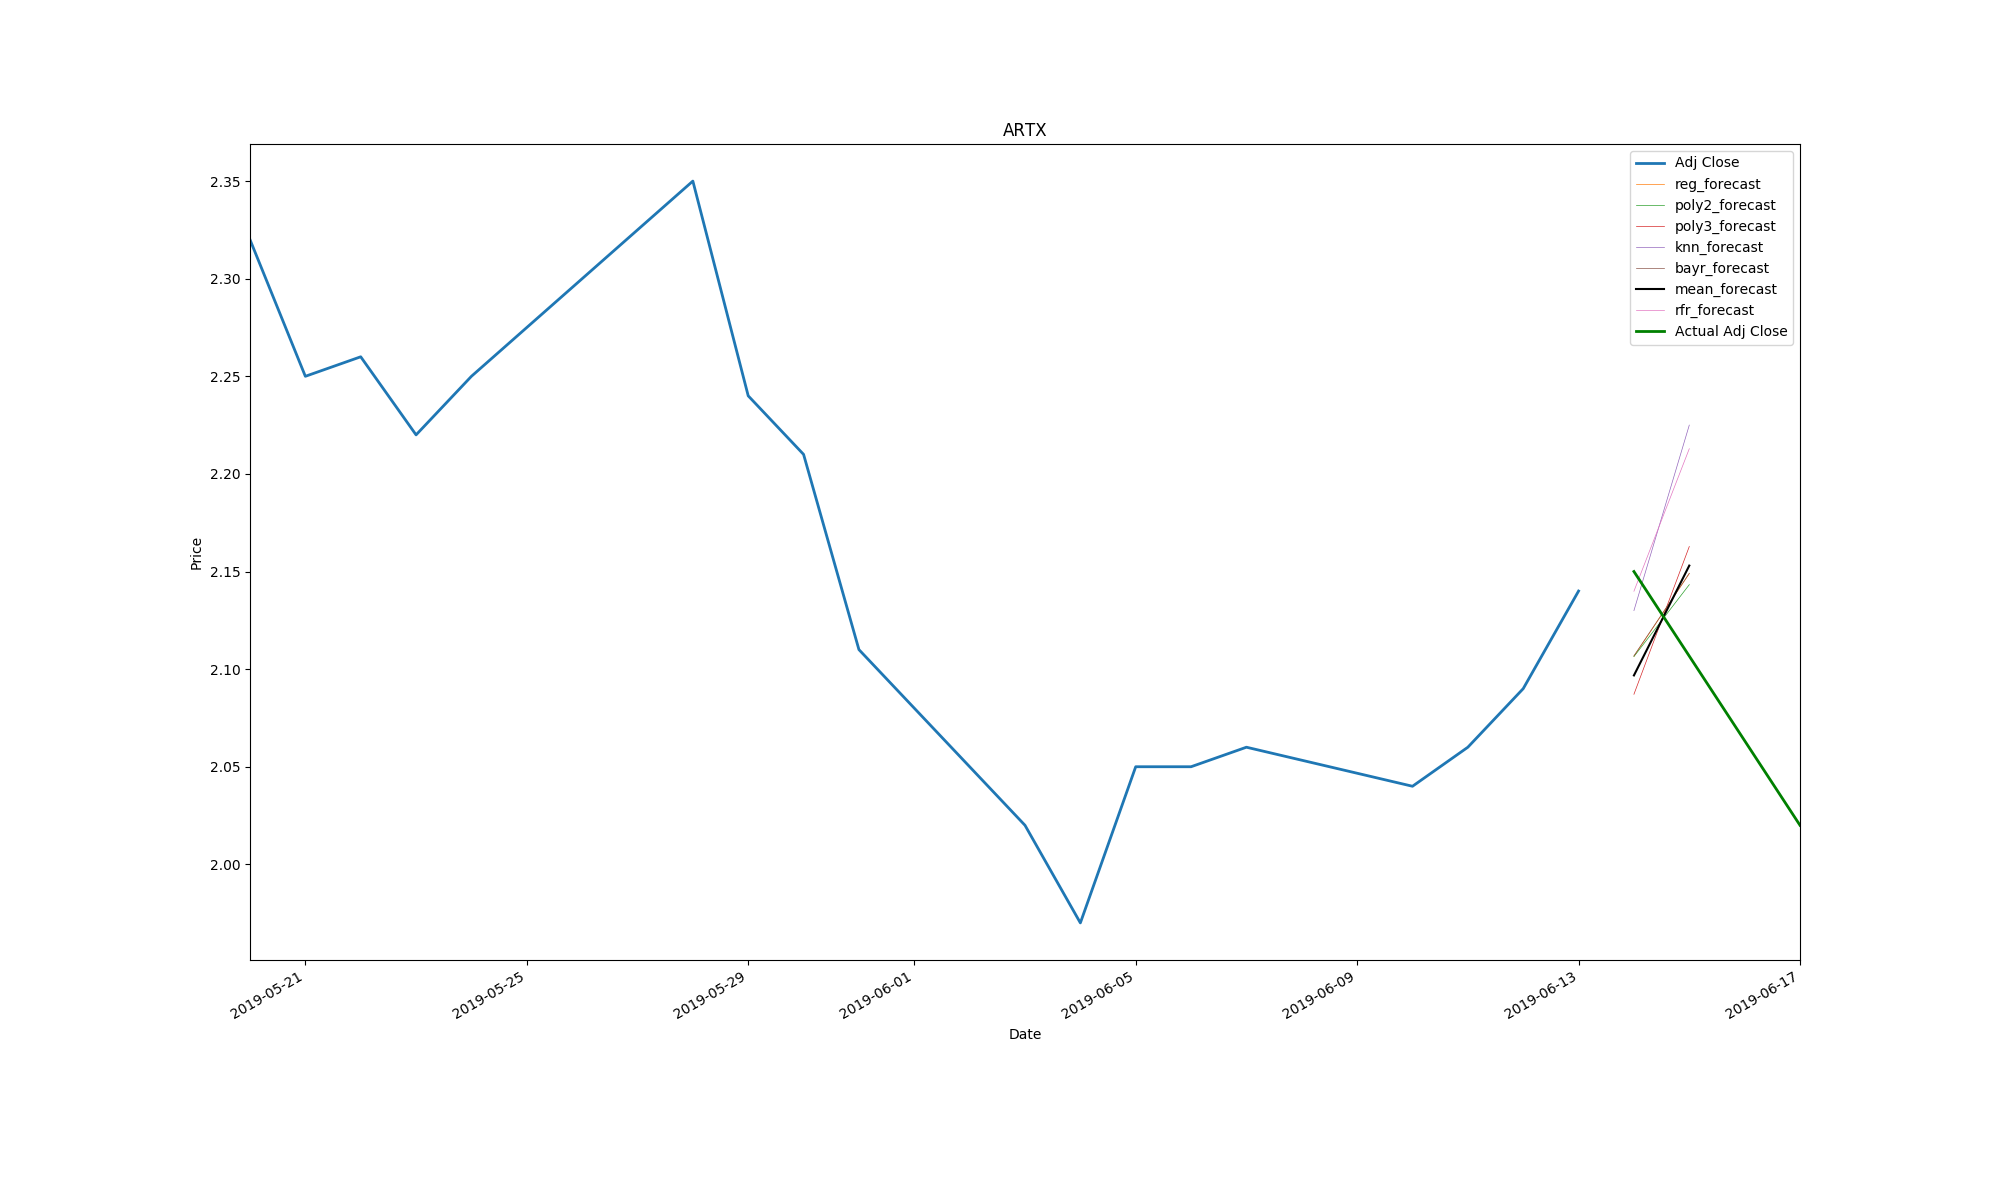 ARTX
2.35
2.30
2.25
2.20
2.15
2.10
2.05
2.00
Price
Adj Close
reg_forecast
poly2_forecast
poly3_forecast
knn_forecast
bayr_forecast
mean_forecast
rfr_forecast
Actual Adj Close
2019-05-21
2019-05-25
2019-05-29
2019-06-01
2019-06-05
2019-06-09
2019-06-13
2019-06-17
Date